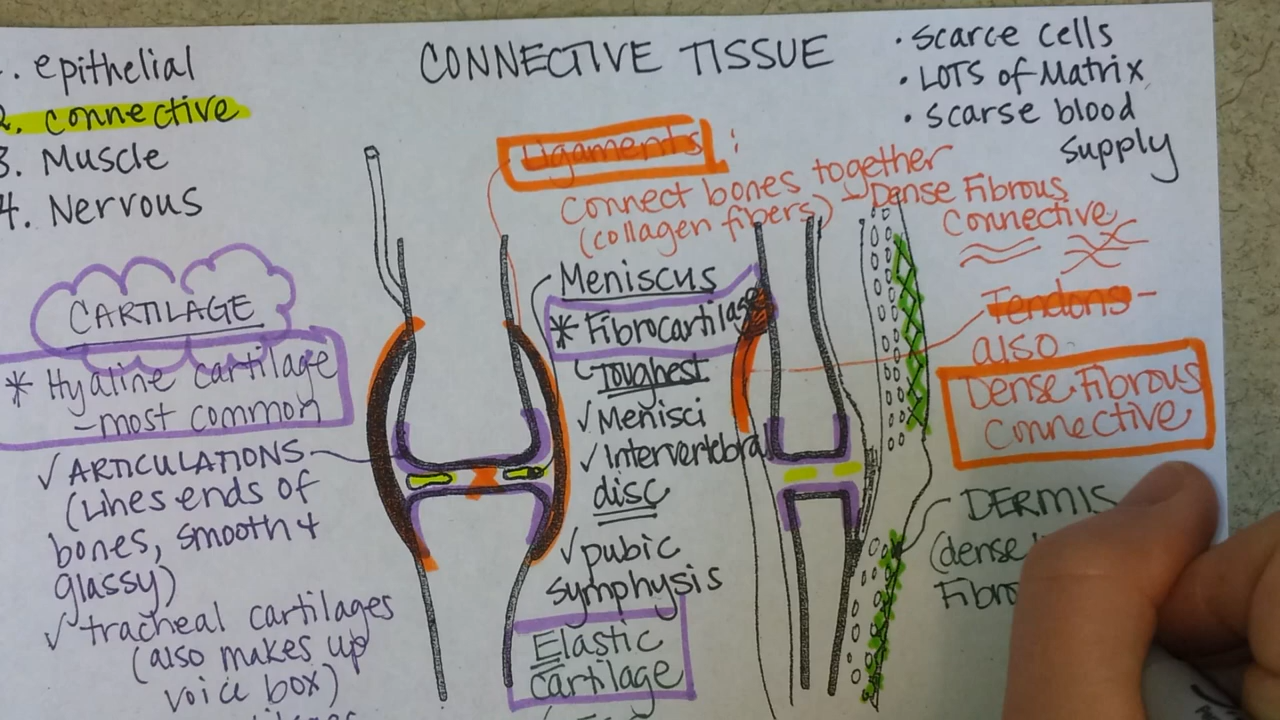 1. epithelial
2. connective
3. Muscle
4. Nervous
CONNECTIVE TISSUE
• scarce cells
• LOTS of Matrix
• scarse blood
supply
Ligaments :
connect bones together
(collagen fibers)
- Dense Fibrous
Connective
Tendons -
also
Dense Fibrous
Connective
DERMIS
(dense
Fibro
CARTILAGE
* Hyaline cartilage
- most common
✓ ARTICULATIONS
(Lines ends of
bones, smooth +
glassy)
✓ tracheal cartilages
(also makes up
voice box)
Meniscus
* Fibrocartilage
Toughest
✓ Menisci
✓ Intervertebral
disc
✓ pubic
symphysis
Elastic
cartilage